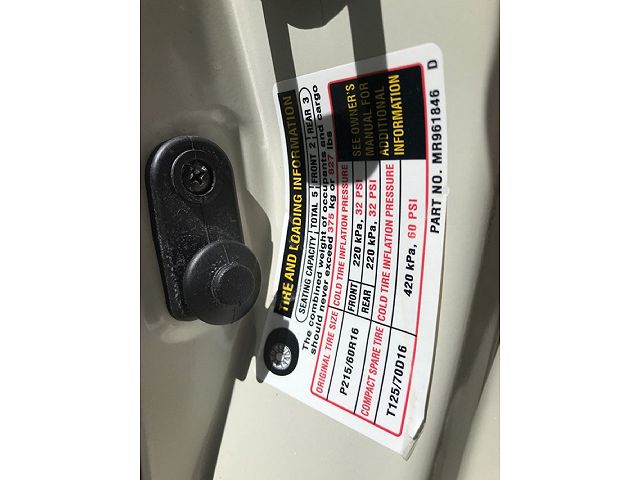 TIRE AND LOADING INFORMATION
SEATING CAPACITY TOTAL 5 FRONT 2 REAR 3
The combined weight of occupants and cargo
should never exceed 375 kg or 827 lbs
ORIGINAL TIRE SIZE COLD TIRE INFLATION PRESSURE
P215/60R16 FRONT 220 kPa, 32 PSI
REAR 220 kPa, 32 PSI
COMPACT SPARE TIRE COLD TIRE INFLATION PRESSURE
T125/70D16 420 kPa, 60 PSI
SEE OWNER'S
MANUAL FOR
ADDITIONAL
INFORMATION
PART NO. MR961846 D